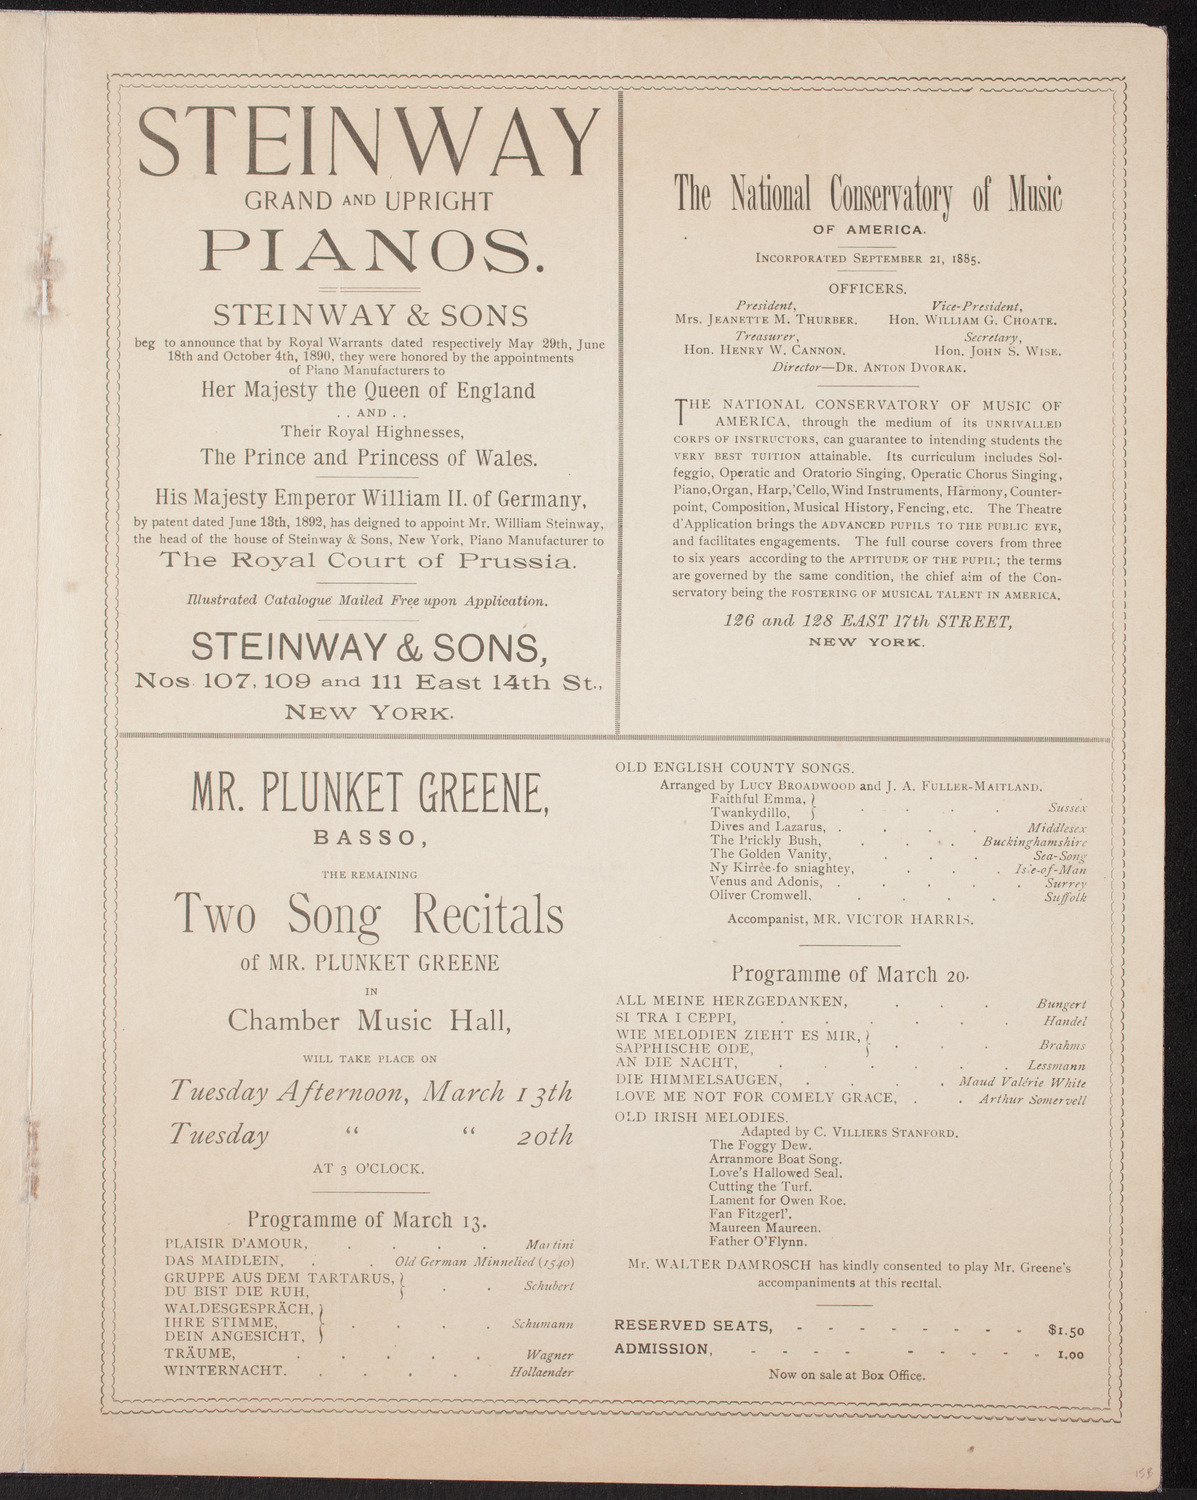 STEINWAY
GRAND AND UPRIGHT
PIANOS.
STEINWAY & SONS
beg to announce that by Royal Warrants dated respectively May 29th, June
18th and October 4th, 1890, they were honored by the appointments
of Piano Manufacturers to
Her Majesty the Queen of England
. . AND . .
Their Royal Highnesses,
The Prince and Princess of Wales.
His Majesty Emperor William II. of Germany,
by patent dated June 13th, 1892, has deigned to appoint Mr. William Steinway,
the head of the house of Steinway & Sons, New York, Piano Manufacturer to
The Royal Court of Prussia.
Illustrated Catalogue Mailed Free upon Application.
STEINWAY & SONS,
Nos. 107, 109 and 111 East 14th St.,
NEW YORK.
The National Conservatory of Music
OF AMERICA.
INCORPORATED SEPTEMBER 21, 1885.
OFFICERS.
President, Vice-President,
Mrs. JEANETTE M. THURBER. Hon. WILLIAM G. CHOATE.
Treasurer, Secretary,
Hon. HENRY W. CANNON. Hon. JOHN S. WISE.
Director—DR. ANTON DVORAK.
THE NATIONAL CONSERVATORY OF MUSIC OF
AMERICA, through the medium of its UNRIVALLED
CORPS OF INSTRUCTORS, can guarantee to intending students the
VERY BEST TUITION attainable. Its curriculum includes Sol-
feggio, Operatic and Oratorio Singing, Operatic Chorus Singing,
Piano, Organ, Harp, 'Cello, Wind Instruments, Harmony, Counter-
point, Composition, Musical History, Fencing, etc. The Theatre
d'Application brings the ADVANCED PUPILS TO THE PUBLIC EYE,
and facilitates engagements. The full course covers from three
to six years according to the APTITUDE OF THE PUPIL; the terms
are governed by the same condition, the chief aim of the Con-
servatory being the FOSTERING OF MUSICAL TALENT IN AMERICA.
126 and 128 EAST 17th STREET,
NEW YORK.
MR. PLUNKET GREENE,
BASSO,
THE REMAINING
Two Song Recitals
of MR. PLUNKET GREENE
IN
Chamber Music Hall,
WILL TAKE PLACE ON
Tuesday Afternoon, March 13th
Tuesday " " 20th
AT 3 O'CLOCK.
Programme of March 13.
PLAISIR D'AMOUR, . . . . Martini
DAS MAIDLEIN, . . Old German Minnelied (1540)
GRUPPE AUS DEM TARTARUS, }
DU BIST DIE RUH, } . . Schubert
WALDESGESPRÄCH, }
IHRE STIMME, } . . . . Schumann
DEIN ANGESICHT, }
TRÄUME, . . . . . Wagner
WINTERNACHT. . . . . Hollaender
OLD ENGLISH COUNTY SONGS.
Arranged by LUCY BROADWOOD and J. A. FULLER-MAITLAND.
Faithful Emma, }
Twankydillo, } . . . . Sussex
Dives and Lazarus, . . . . Middlesex
The Prickly Bush, . . . Buckinghamshire
The Golden Vanity, . . . Sea-Song
Ny Kirrèe-fo sniaghtey, . . . Isle-of-Man
Venus and Adonis, . . . . . Surrey
Oliver Cromwell. . . . . Suffolk
Accompanist, MR. VICTOR HARRIS.
Programme of March 20.
ALL MEINE HERZGEDANKEN, . . . Bungert
SI TRA I CEPPI, . . . . . . Handel
WIE MELODIEN ZIEHT ES MIR, }
SAPPHISCHE ODE, } . . . Brahms
AN DIE NACHT, . . . . . . Lessmann
DIE HIMMELSAUGEN, . . . . Maud Valérie White
LOVE ME NOT FOR COMELY GRACE, . . Arthur Somervell
OLD IRISH MELODIES.
Adapted by C. VILLIERS STANFORD.
The Foggy Dew.
Arranmore Boat Song.
Love's Hallowed Seal.
Cutting the Turf.
Lament for Owen Roe.
Fan Fitzgerl'.
Maureen Maureen.
Father O'Flynn.
Mr. WALTER DAMROSCH has kindly consented to play Mr. Greene's
accompaniments at this recital.
RESERVED SEATS, - - - - - - - - $1.50
ADMISSION, - - - - - - - - - 1.00
Now on sale at Box Office.
158